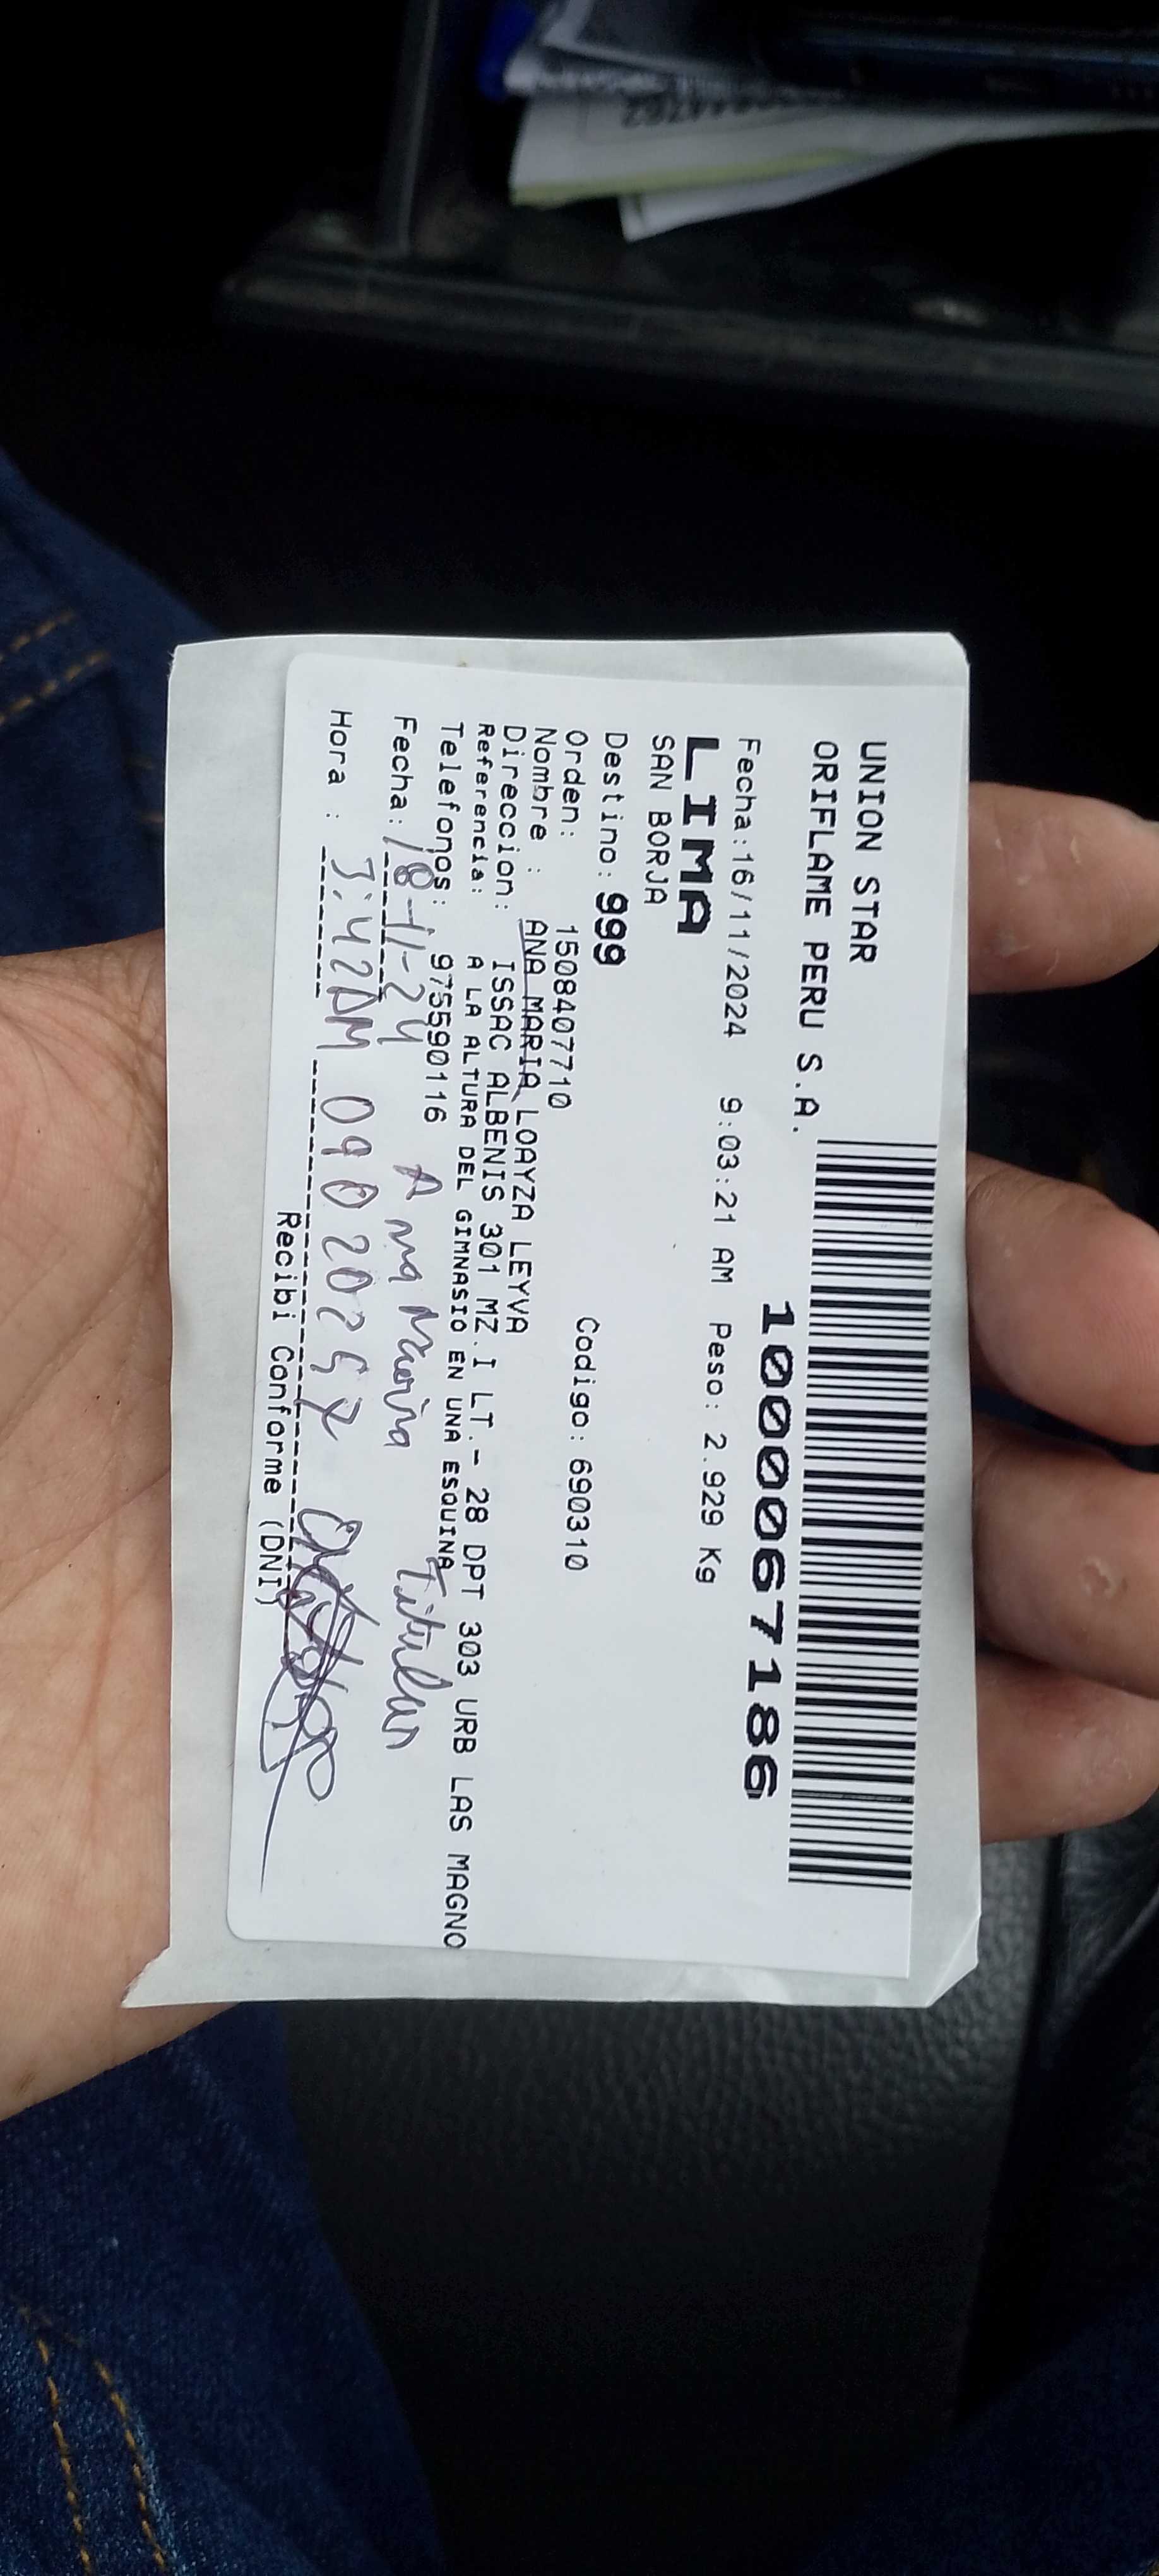 UNION STAR
ORIFLAME PERU S.A.
1000067186
Fecha:16/11/2024 9:03:21 AM Peso: 2.929 Kg
LIMA
SAN BORJA
Destino: 999
Orden: 1508407710 Codigo: 690310
Nombre : ANA MARIA LOAYZA LEYVA
Direccion: ISSAC ALBENIS 301 MZ.I LT.- 28 DPT 303 URB LAS MAGNO
Referencia: A LA ALTURA DEL GIMNASIO EN UNA ESQUINA
Telefonos: 975590116
Fecha: 18-11-24 Ana Maria Titular
Hora : 3:42AM
Recibi Conforme (DNI)